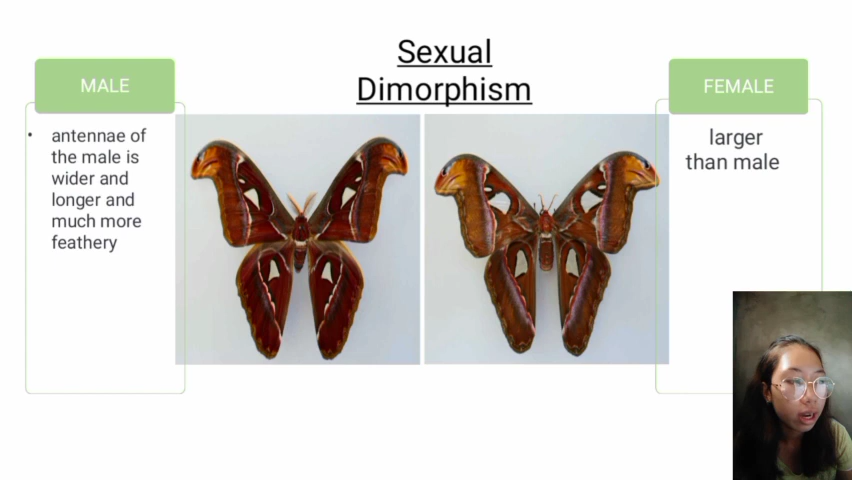 Sexual
Dimorphism
MALE
• antennae of
the male is
wider and
longer and
much more
feathery
FEMALE
larger
than male